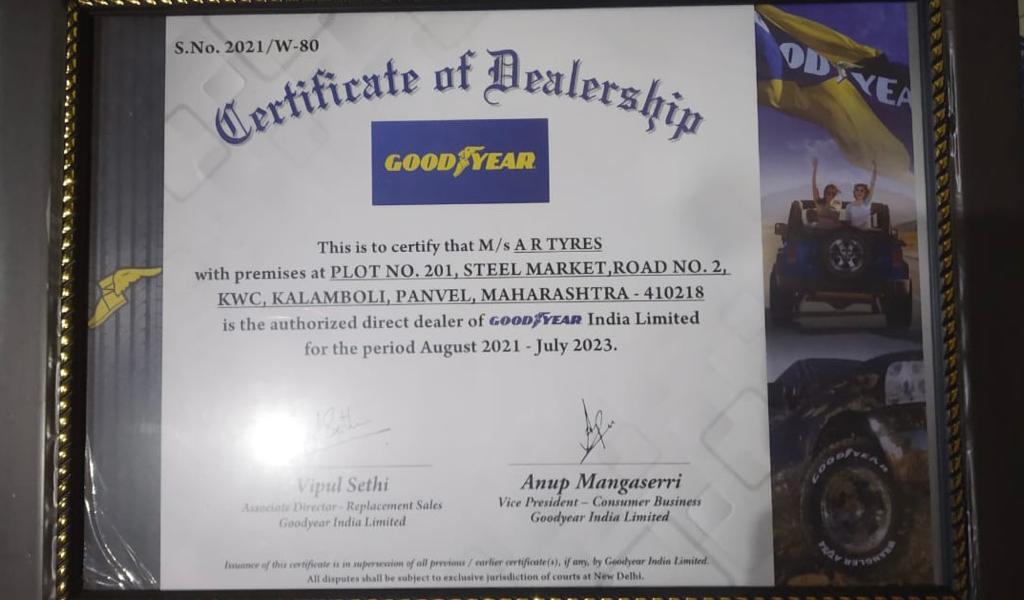 S.No. 2021/W-80
Certificate of Dealership
GOODYEAR
This is to certify that M/s A R TYRES
with premises at PLOT NO. 201, STEEL MARKET,ROAD NO. 2,
KWC, KALAMBOLI, PANVEL, MAHARASHTRA - 410218
is the authorized direct dealer of GOODYEAR India Limited
for the period August 2021 - July 2023.
Vipul Sethi
Associate Director - Replacement Sales
Goodyear India Limited
Anup Mangaserri
Vice President – Consumer Business
Goodyear India Limited
Issuance of this certificate is in supersession of all previous / earlier certificate(s), if any, by Goodyear India Limited.
All disputes shall be subject to exclusive jurisdiction of courts at New Delhi.
OODYEA
GOODYEAR
WRANGLER